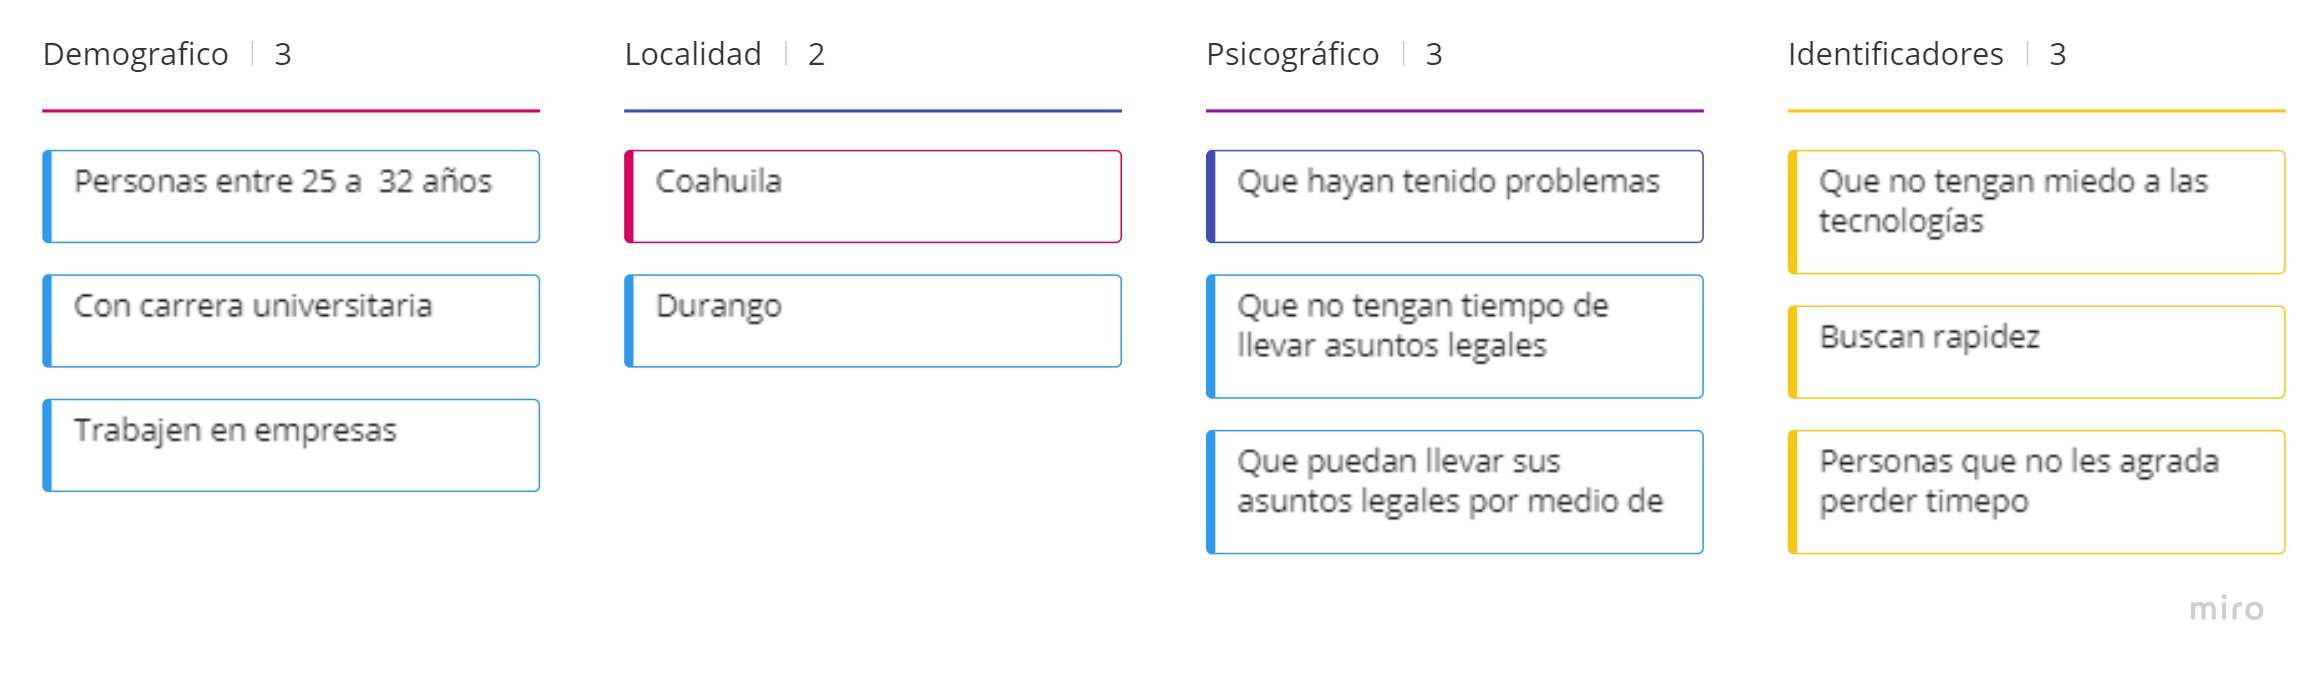 Demografico | 3
Personas entre 25 a  32 años
Con carrera universitaria
Trabajen en empresas
Localidad | 2
Coahuila
Durango
Psicográfico | 3
Que hayan tenido problemas
Que no tengan tiempo de
llevar asuntos legales
Que puedan llevar sus
asuntos legales por medio de
Identificadores | 3
Que no tengan miedo a las
tecnologías
Buscan rapidez
Personas que no les agrada
perder timepo
miro